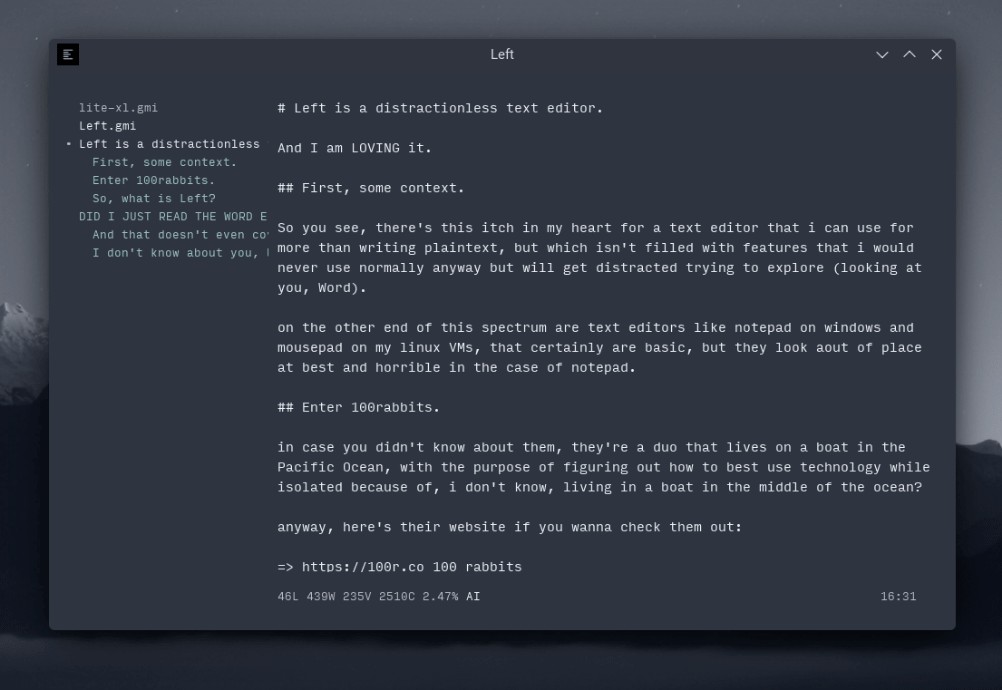 Left
lite-xl.gmi
Left.gmi
• Left is a distractionless
First, some context.
Enter 100rabbits.
So, what is Left?
DID I JUST READ THE WORD E
And that doesn't even co
I don't know about you,
# Left is a distractionless text editor.
And I am LOVING it.
## First, some context.
So you see, there's this itch in my heart for a text editor that i can use for
more than writing plaintext, but which isn't filled with features that i would
never use normally anyway but will get distracted trying to explore (looking at
you, Word).
on the other end of this spectrum are text editors like notepad on windows and
mousepad on my linux VMs, that certainly are basic, but they look aout of place
at best and horrible in the case of notepad.
## Enter 100rabbits.
in case you didn't know about them, they're a duo that lives on a boat in the
Pacific Ocean, with the purpose of figuring out how to best use technology while
isolated because of, i don't know, living in a boat in the middle of the ocean?
anyway, here's their website if you wanna check them out:
=> https://100r.co 100 rabbits
46L 439W 235V 2510C 2.47% AI
16:31